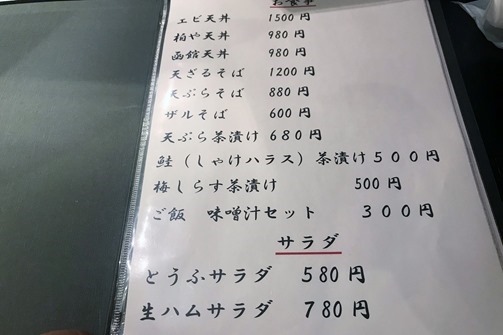 お食事
エビ天丼 1500円
柏や天丼 980円
函館天丼 980円
天ざるそば 1200円
天ぷらそば 880円
ザルそば 600円
天ぷら茶漬け 680円
鮭(しゃけハラス)茶漬け 500円
梅しらす茶漬け 500円
ご飯 味噌汁セット 300円
サラダ
とうふサラダ 580円
生ハムサラダ 780円